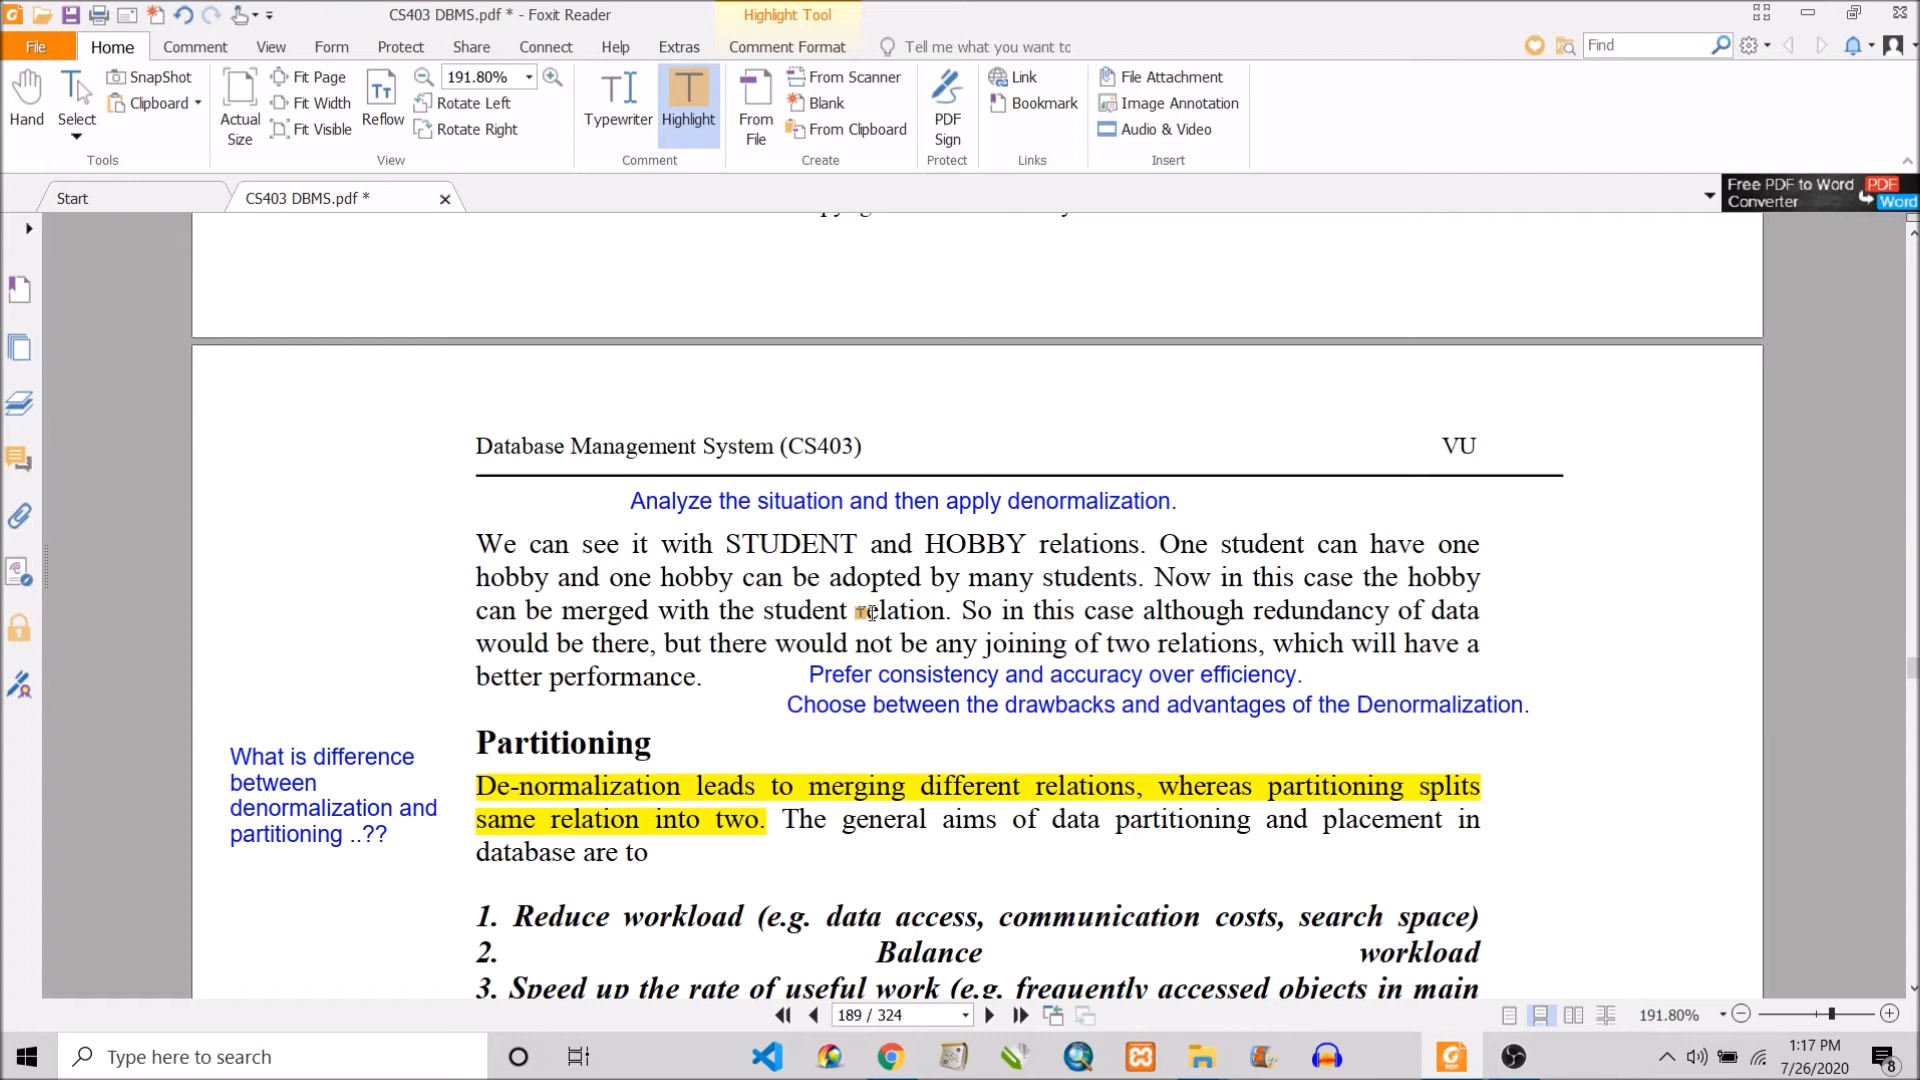 CS403 DBMS.pdf * - Foxit Reader
Highlight Tool
File Home Comment View Form Protect Share Connect Help Extras Comment Format Tell me what you want to Find
Hand
Select
SnapShot
Clipboard
Tools
Actual Size
Fit Page
Fit Width
Fit Visible
Reflow
191.80%
Rotate Left
Rotate Right
View
Typewriter
Highlight
Comment
From File
From Scanner
Blank
From Clipboard
Create
PDF Sign
Protect
Link
Bookmark
Links
File Attachment
Image Annotation
Audio & Video
Insert
Start
CS403 DBMS.pdf *
Free PDF to Word
Converter
PDF
Word
Database Management System (CS403) VU
Analyze the situation and then apply denormalization.
We can see it with STUDENT and HOBBY relations. One student can have one
hobby and one hobby can be adopted by many students. Now in this case the hobby
can be merged with the student relation. So in this case although redundancy of data
would be there, but there would not be any joining of two relations, which will have a
better performance.
Prefer consistency and accuracy over efficiency.
Choose between the drawbacks and advantages of the Denormalization.
Partitioning
What is difference
between
denormalization and
partitioning ..??
De-normalization leads to merging different relations, whereas partitioning splits
same relation into two. The general aims of data partitioning and placement in
database are to
1. Reduce workload (e.g. data access, communication costs, search space)
2. Balance workload
3. Speed up the rate of useful work (e.g. frequently accessed objects in main
189 / 324
191.80%
Type here to search
1:17 PM
7/26/2020
8